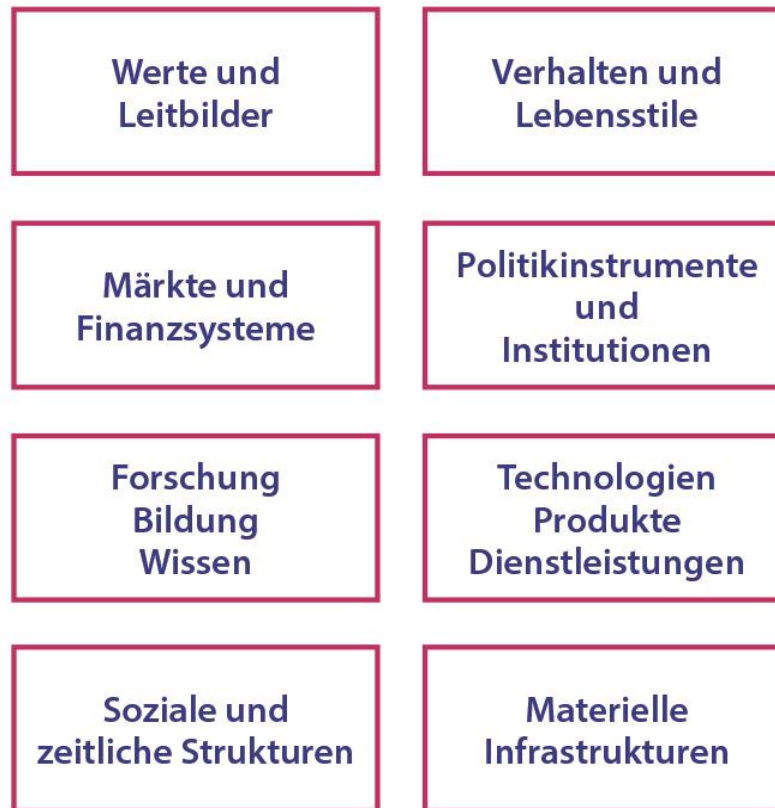 Werte und
Leitbilder
Verhalten und
Lebensstile
Märkte und
Finanzsysteme
Politikinstrumente
und
Institutionen
Forschung
Bildung
Wissen
Technologien
Produkte
Dienstleistungen
Soziale und
zeitliche Strukturen
Materielle
Infrastrukturen